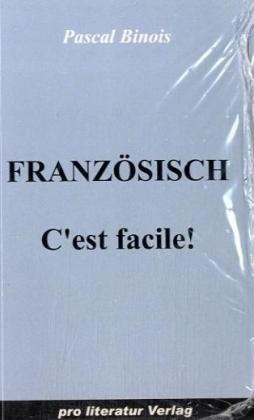 Pascal Binois
FRANZÖSISCH
C'est facile!
pro literatur Verlag